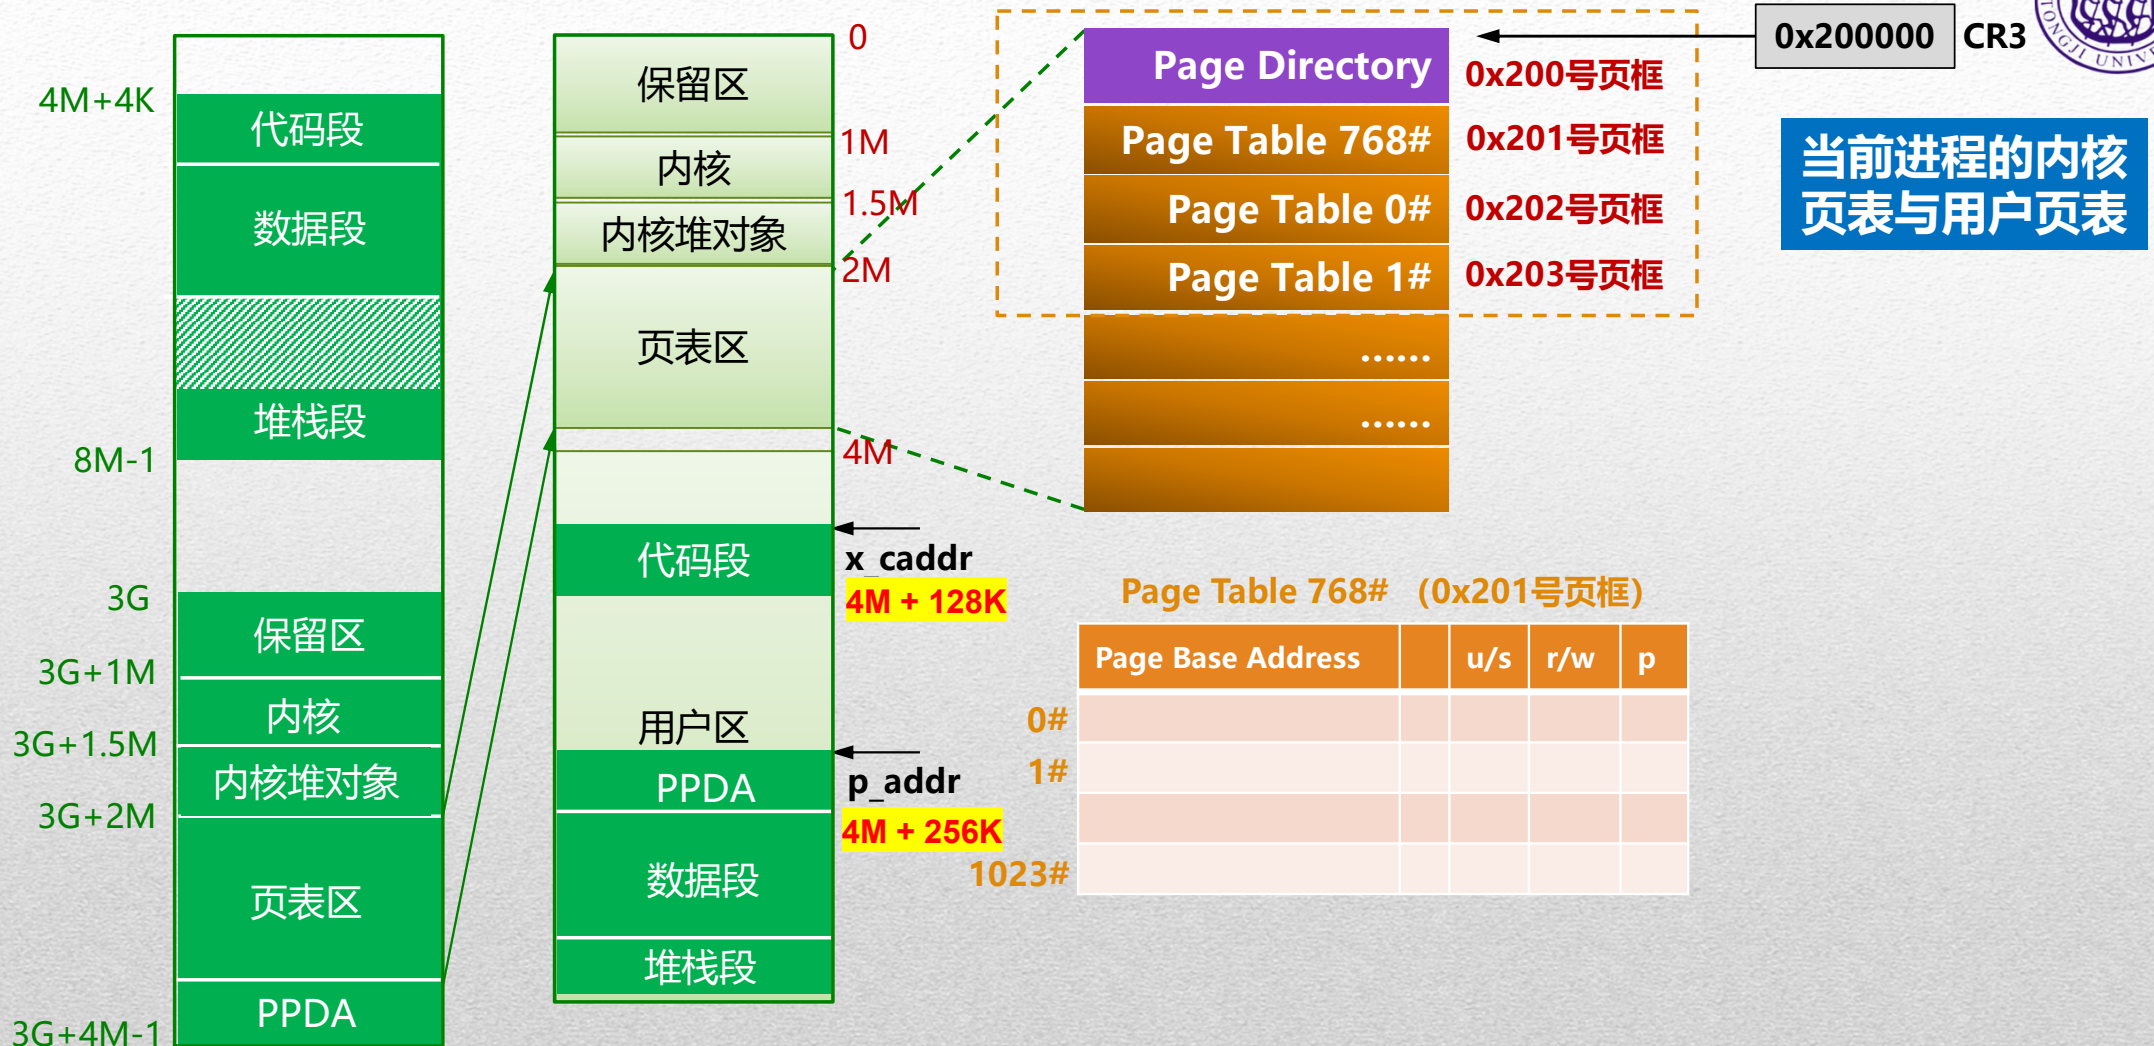 4M+4K
代码段
数据段
堆栈段
8M-1
3G
保留区
3G+1M
内核
3G+1.5M
内核堆对象
3G+2M
页表区
PPDA
3G+4M-1
0
保留区
1M
内核
1.5M
内核堆对象
2M
页表区
4M
代码段
x_caddr
4M + 128K
用户区
PPDA
p_addr
4M + 256K
数据段
堆栈段
0x200000 CR3
Page Directory 0x200号页框
Page Table 768# 0x201号页框
Page Table 0# 0x202号页框
Page Table 1# 0x203号页框
......
......
当前进程的内核
页表与用户页表
Page Table 768# (0x201号页框)
Page Base Address u/s r/w p
0#
1#
1023#